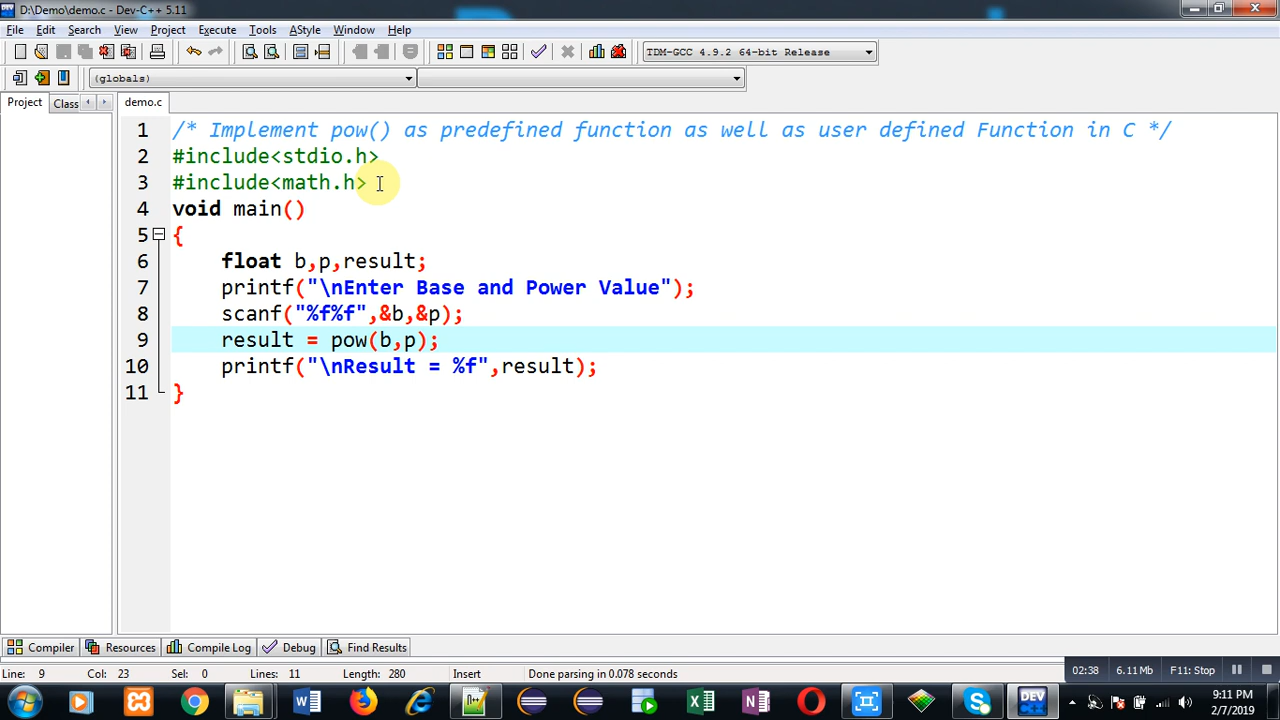 D:\Demo\demo.c - Dev-C++ 5.11
File Edit Search View Project Execute Tools AStyle Window Help
TDM-GCC 4.9.2 64-bit Release
(globals)
Project Class demo.c
1 /* Implement pow() as predefined function as well as user defined Function in C */
2 #include<stdio.h>
3 #include<math.h>
4 void main()
5 {
6 float b,p,result;
7 printf("\nEnter Base and Power Value");
8 scanf("%f%f",&b,&p);
9 result = pow(b,p);
10 printf("\nResult = %f",result);
11 }
Compiler Resources Compile Log Debug Find Results
Line: 9 Col: 23 Sel: 0 Lines: 11 Length: 280 Insert Done parsing in 0.078 seconds 02:38 6.11 Mb F11: Stop
DEV
9:11 PM
2/7/2019